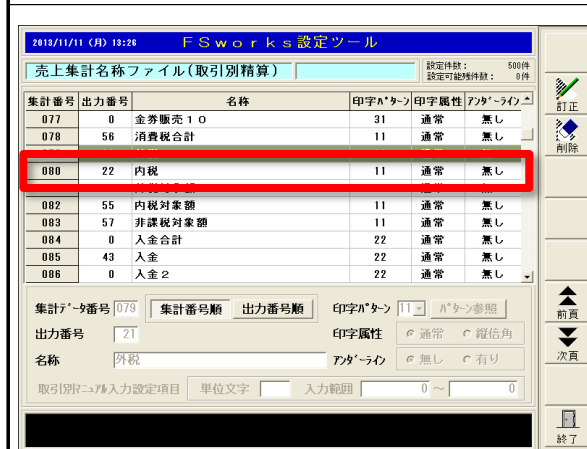 2013/11/11 (月) 13:26 ＦＳｗｏｒｋｓ設定ツール
売上集計名称ファイル(取引別精算) 設定件数： 500件
設定可能残件数： 0件
集計番号 出力番号 名称 印字ﾊﾟﾀｰﾝ 印字属性 ｱﾝﾀﾞｰﾗｲﾝ
077 0 金券販売１０ 31 通常 無し
078 56 消費税合計 11 通常 無し
080 22 内税 11 通常 無し
082 55 内税対象額 11 通常 無し
083 57 非課税対象額 11 通常 無し
084 0 入金合計 22 通常 無し
085 43 入金 22 通常 無し
086 0 入金２ 22 通常 無し
集計ﾃﾞｰﾀ番号 079 集計番号順 出力番号順 印字ﾊﾟﾀｰﾝ 11 ﾊﾟﾀｰﾝ参照
出力番号 21 印字属性 通常 縦倍角
名称 外税 ｱﾝﾀﾞｰﾗｲﾝ 無し 有り
取引別ﾏﾆｭｱﾙ入力設定項目 単位文字 入力範囲 0 ～ 0
訂正
削除
前頁
次頁
終了